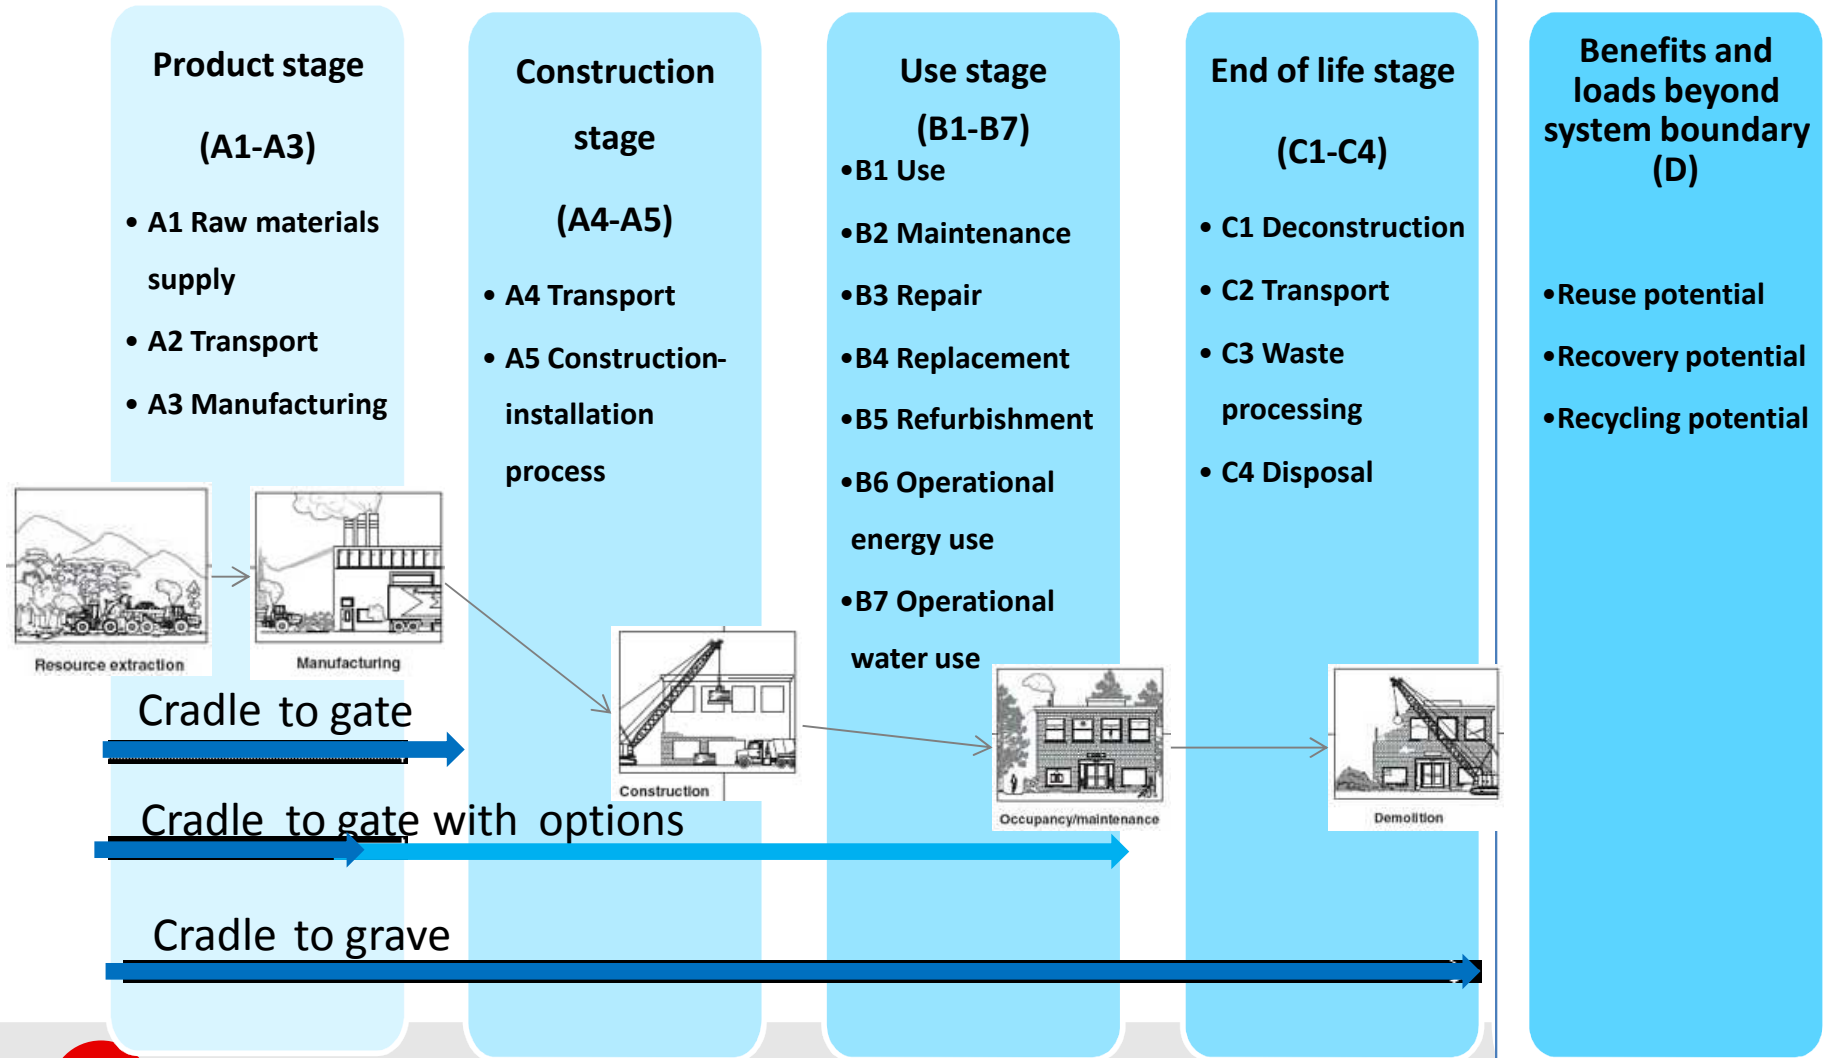 Product stage
(A1-A3)
• A1 Raw materials
supply
• A2 Transport
• A3 Manufacturing
Construction
stage
(A4-A5)
• A4 Transport
• A5 Construction-
installation
process
Use stage
(B1-B7)
•B1 Use
•B2 Maintenance
•B3 Repair
•B4 Replacement
•B5 Refurbishment
•B6 Operational
energy use
•B7 Operational
water use
End of life stage
(C1-C4)
• C1 Deconstruction
• C2 Transport
• C3 Waste
processing
• C4 Disposal
Benefits and
loads beyond
system boundary
(D)
•Reuse potential
•Recovery potential
•Recycling potential
Resource extraction
Manufacturing
Construction
Occupancy/maintenance
Demolition
Cradle to gate
Cradle to gate with options
Cradle to grave